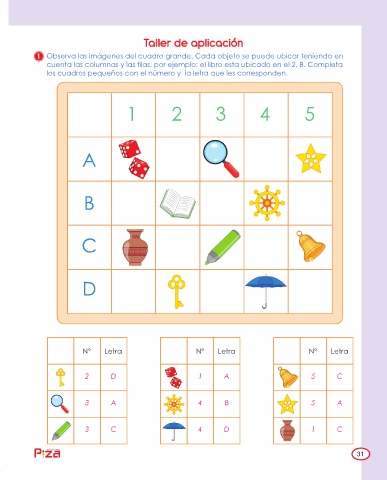 Taller de aplicación
1 Observa las imágenes del cuadro grande. Cada objeto se puede ubicar teniendo en
cuenta las columnas y las filas, por ejemplo: el libro esta ubicado en el 2, B. Completa
los cuadros pequeños con el número y la letra que les corresponden.
1 2 3 4 5
A
B
C
D
N° Letra
2 D
3 A
3 C
N° Letra
1 A
4 B
4 D
N° Letra
5 C
5 A
1 C
Piza
31